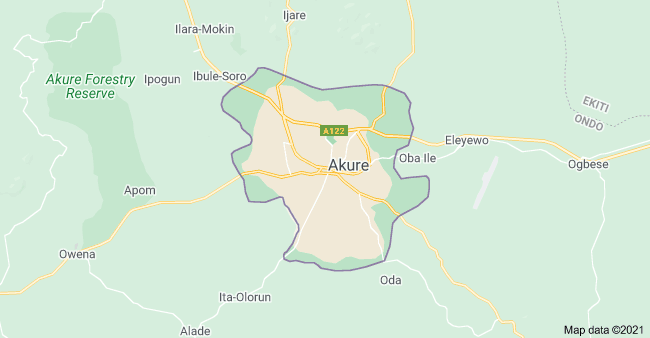 Ijare
Ilara-Mokin
Akure Forestry
Reserve
Ipogun
Ibule-Soro
EKITI
ONDO
A122
Eleyewo
Oba Ile
Akure
Ogbese
Apom
Owena
Oda
Ita-Olorun
Alade
Map data ©2021